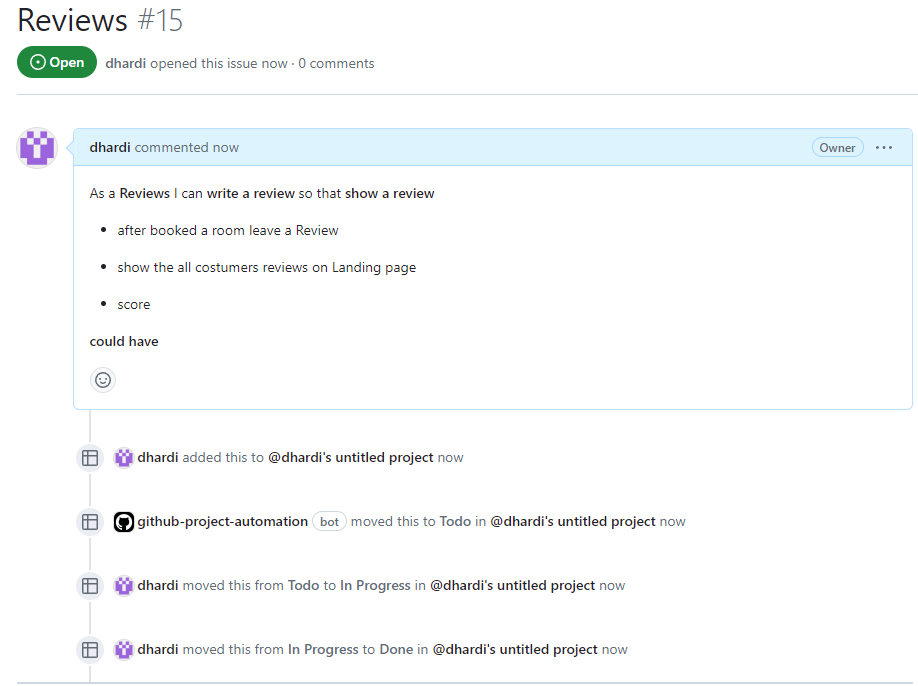 Reviews #15
Open dhardi opened this issue now · 0 comments
dhardi commented now Owner ...
As a Reviews I can write a review so that show a review
• after booked a room leave a Review
• show the all costumers reviews on Landing page
• score
could have
dhardi added this to @dhardi's untitled project now
github-project-automation bot moved this to Todo in @dhardi's untitled project now
dhardi moved this from Todo to In Progress in @dhardi's untitled project now
dhardi moved this from In Progress to Done in @dhardi's untitled project now